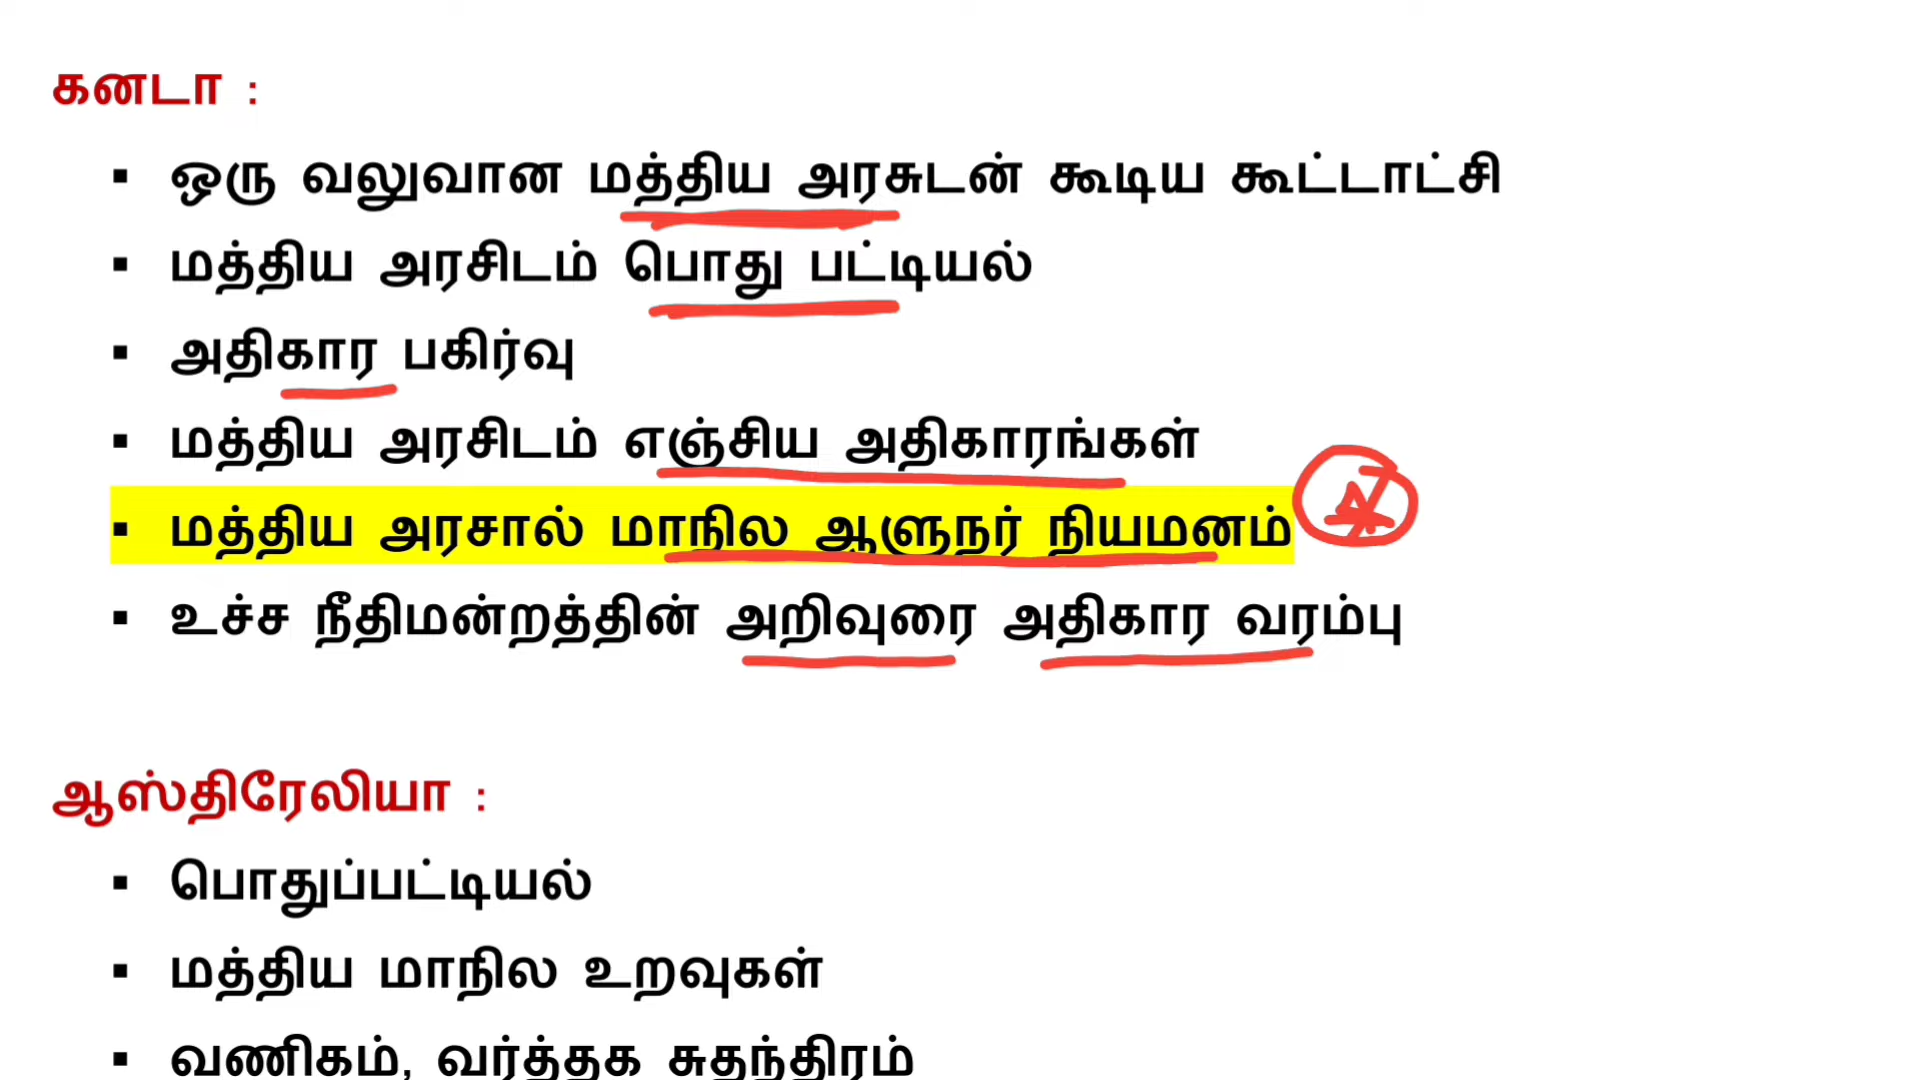 கனடா :
▪ ஒரு வலுவான மத்திய அரசுடன் கூடிய கூட்டாட்சி
▪ மத்திய அரசிடம் பொது பட்டியல்
▪ அதிகார பகிர்வு
▪ மத்திய அரசிடம் எஞ்சிய அதிகாரங்கள்
▪ மத்திய அரசால் மாநில ஆளுநர் நியமனம்
▪ உச்ச நீதிமன்றத்தின் அறிவுரை அதிகார வரம்பு
ஆஸ்திரேலியா :
▪ பொதுப்பட்டியல்
▪ மத்திய மாநில உறவுகள்
▪ வணிகம், வர்த்தக சுதந்திரம்